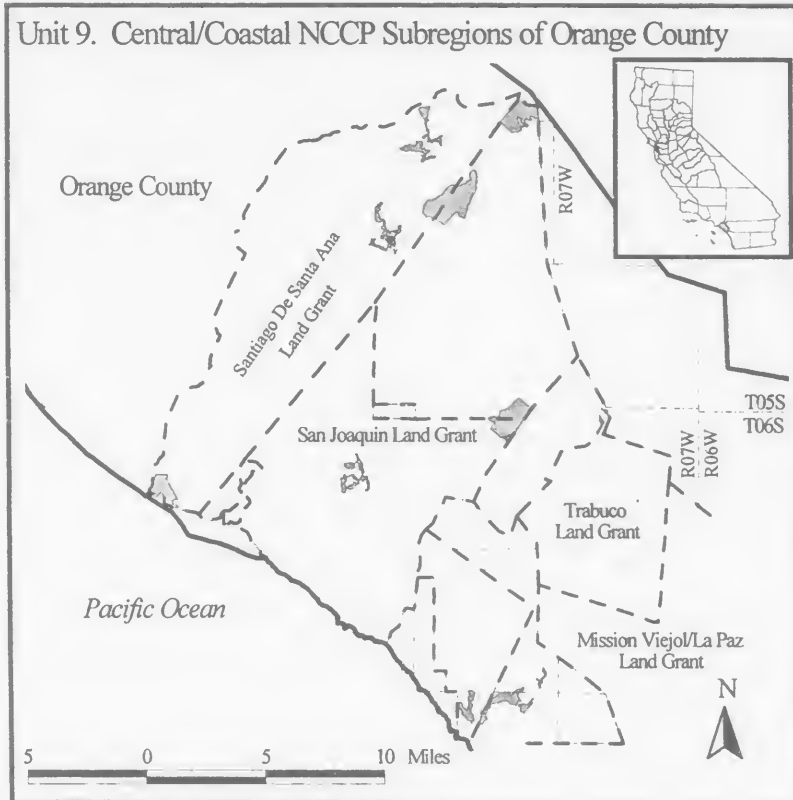 Unit 9. Central/Coastal NCCP Subregions of Orange County
Orange County
R07W
Santiago De Santa Ana
Land Grant
T05S
T06S
San Joaquin Land Grant
R07W
R06W
Trabuco
Land Grant
Pacific Ocean
Mission Viejol/La Paz
Land Grant
N
5 0 5 10 Miles